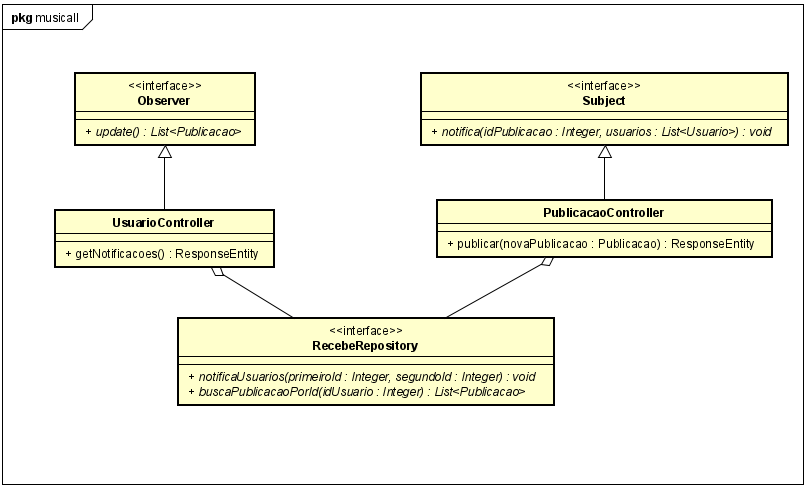 pkg musicall
<<interface>>
Observer
+ update() : List<Publicacao>
<<interface>>
Subject
+ notifica(idPublicacao : Integer, usuarios : List<Usuario>) : void
UsuarioController
+ getNotificacoes() : ResponseEntity
PublicacaoController
+ publicar(novaPublicacao : Publicacao) : ResponseEntity
<<interface>>
RecebeRepository
+ notificaUsuarios(primeiroId : Integer, segundoId : Integer) : void
+ buscaPublicacaoPorId(idUsuario : Integer) : List<Publicacao>